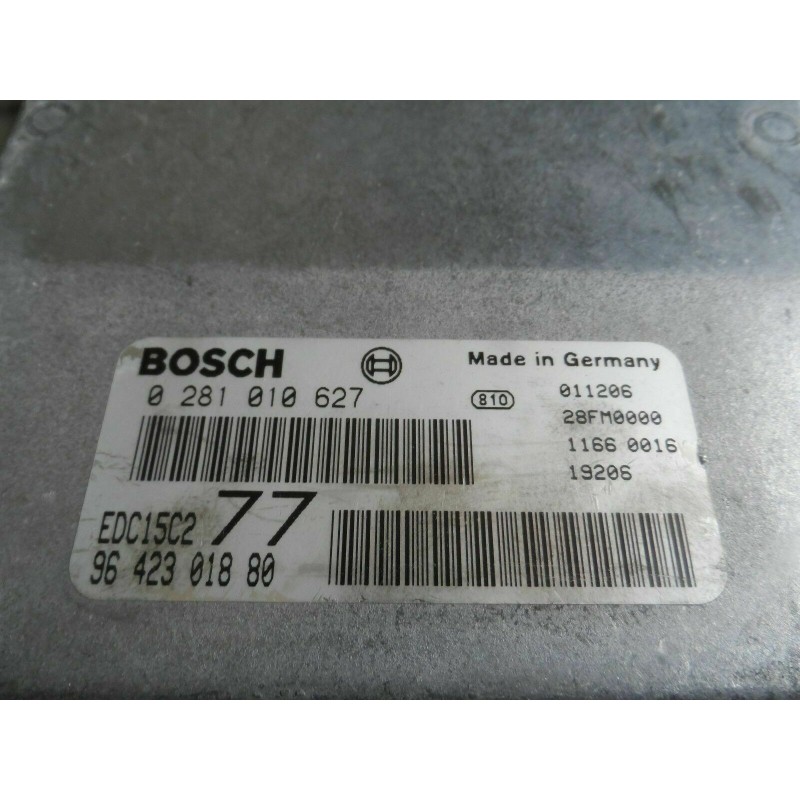 BOSCH
Made in Germany
0 281 010 627
810
011206
28FM0000
1166 0016
19206
EDC15C2 77
96 423 018 80